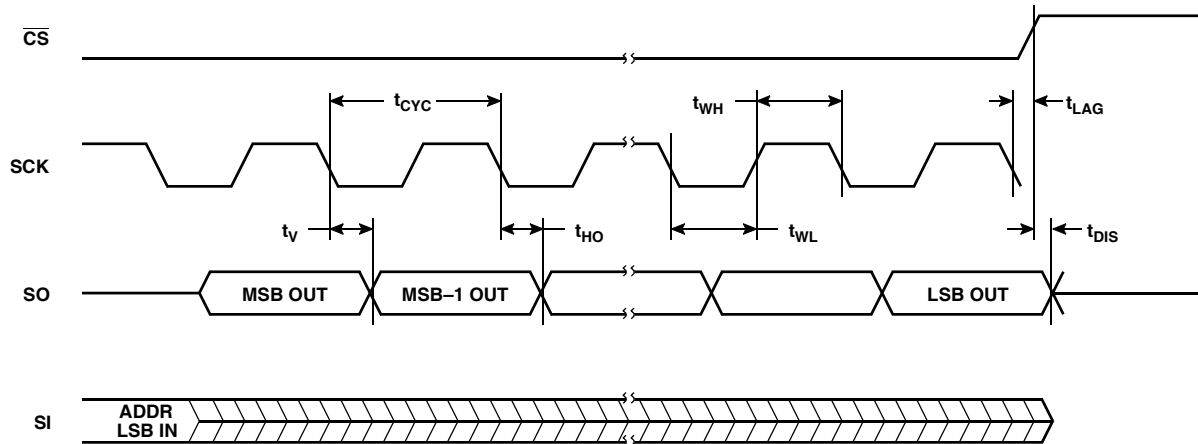 CS
tCYC
tWH
tLAG
SCK
tV
tHO
tWL
tDIS
SO
MSB OUT
MSB–1 OUT
LSB OUT
SI
ADDR
LSB IN